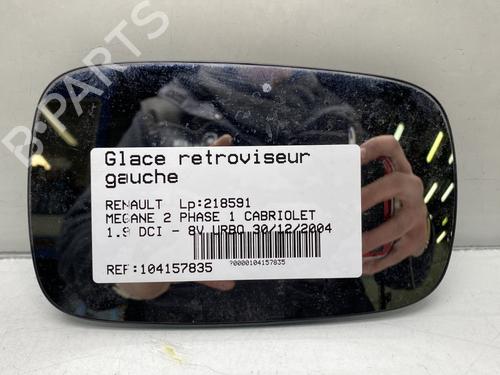 B-PARTS
Glace retroviseur
gauche
RENAULT Lp:218591
MEGANE 2 PHASE 1 CABRIOLET
1.9 DCI - 8V URBO 30/12/2004
REF:104157835
?0000104157835